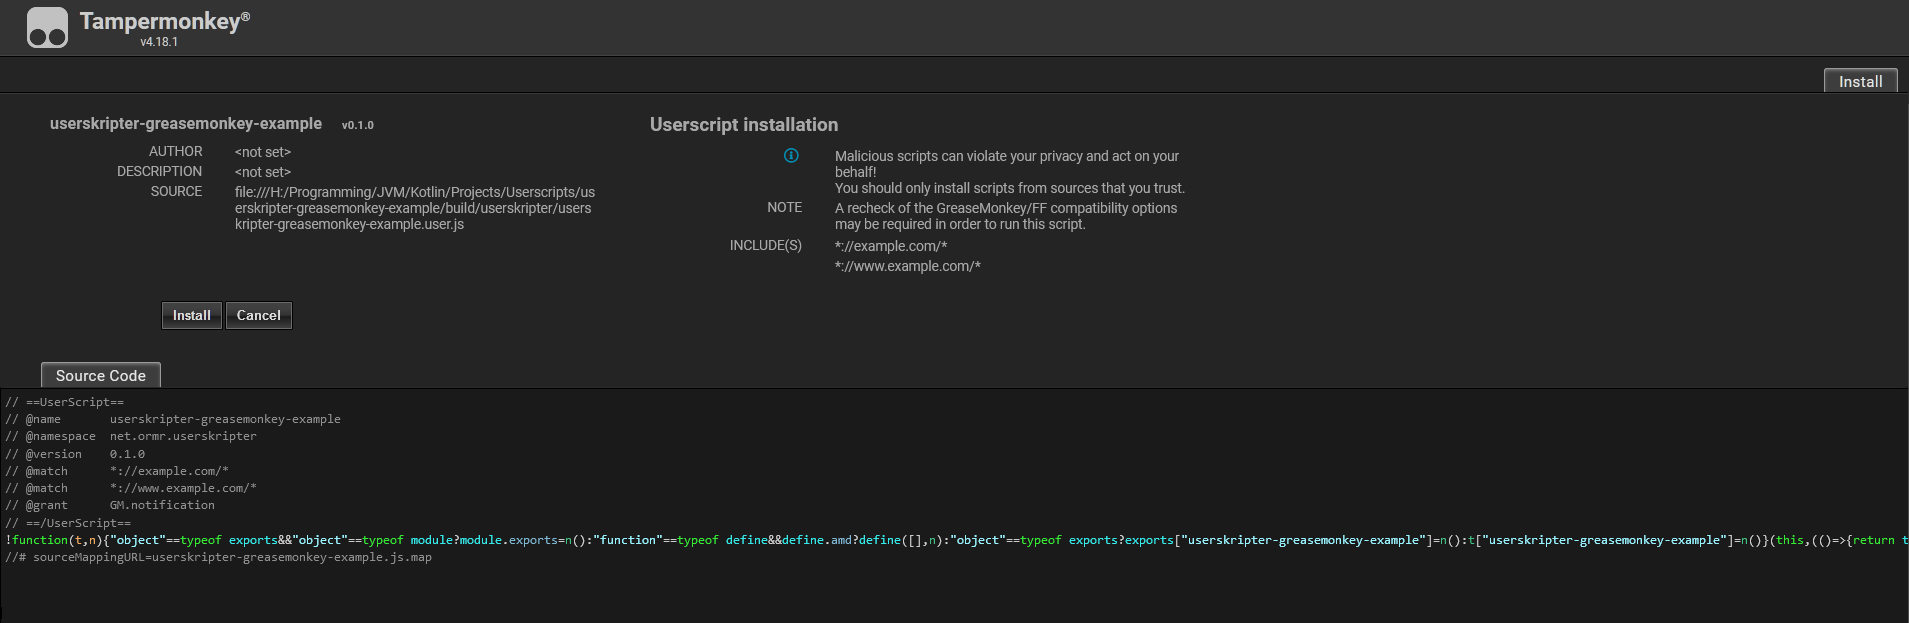 Tampermonkey®
v4.18.1
Install
userskripter-greasemonkey-example v0.1.0
AUTHOR <not set>
DESCRIPTION <not set>
SOURCE file:///H:/Programming/JVM/Kotlin/Projects/Userscripts/us
erskripter-greasemonkey-example/build/userskripter/users
kripter-greasemonkey-example.user.js
Install Cancel
Userscript installation
Malicious scripts can violate your privacy and act on your
behalf!
You should only install scripts from sources that you trust.
NOTE A recheck of the GreaseMonkey/FF compatibility options
may be required in order to run this script.
INCLUDE(S) *://example.com/*
*://www.example.com/*
Source Code
// ==UserScript==
// @name       userskripter-greasemonkey-example
// @namespace  net.ormr.userskripter
// @version    0.1.0
// @match      *://example.com/*
// @match      *://www.example.com/*
// @grant      GM.notification
// ==/UserScript==
!function(t,n){"object"==typeof exports&&"object"==typeof module?module.exports=n():"function"==typeof define&&define.amd?define([],n):"object"==typeof exports?exports["userskripter-greasemonkey-example"]=n():t["userskripter-greasemonkey-example"]=n()}(this,(()=>{return t
//# sourceMappingURL=userskripter-greasemonkey-example.js.map